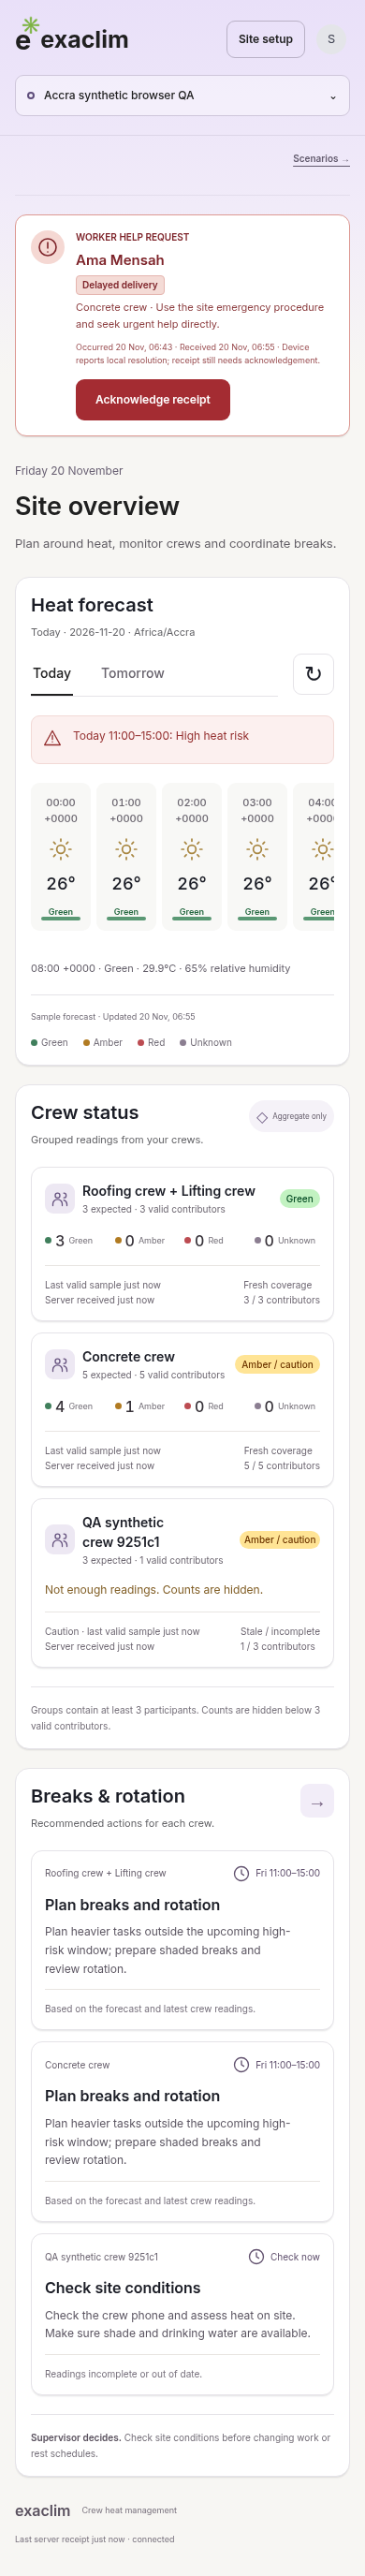 exaclim
Site setup
S
Accra synthetic browser QA
Scenarios →
WORKER HELP REQUEST
Ama Mensah
Delayed delivery
Concrete crew · Use the site emergency procedure
and seek urgent help directly.
Occurred 20 Nov, 06:43 · Received 20 Nov, 06:55 · Device
reports local resolution; receipt still needs acknowledgement.
Acknowledge receipt
Friday 20 November
Site overview
Plan around heat, monitor crews and coordinate breaks.
Heat forecast
Today · 2026-11-20 · Africa/Accra
Today Tomorrow
Today 11:00–15:00: High heat risk
00:00 01:00 02:00 03:00 04:00
+0000 +0000 +0000 +0000 +000
26° 26° 26° 26° 26°
Green Green Green Green Green
08:00 +0000 · Green · 29.9°C · 65% relative humidity
Sample forecast · Updated 20 Nov, 06:55
Green Amber Red Unknown
Crew status
Aggregate only
Grouped readings from your crews.
Roofing crew + Lifting crew
3 expected · 3 valid contributors
Green
3 Green 0 Amber 0 Red 0 Unknown
Last valid sample just now Fresh coverage
Server received just now 3 / 3 contributors
Concrete crew
5 expected · 5 valid contributors
Amber / caution
4 Green 1 Amber 0 Red 0 Unknown
Last valid sample just now Fresh coverage
Server received just now 5 / 5 contributors
QA synthetic
crew 9251c1
3 expected · 1 valid contributors
Amber / caution
Not enough readings. Counts are hidden.
Caution · last valid sample just now Stale / incomplete
Server received just now 1 / 3 contributors
Groups contain at least 3 participants. Counts are hidden below 3
valid contributors.
Breaks & rotation
→
Recommended actions for each crew.
Roofing crew + Lifting crew Fri 11:00–15:00
Plan breaks and rotation
Plan heavier tasks outside the upcoming high-
risk window; prepare shaded breaks and
review rotation.
Based on the forecast and latest crew readings.
Concrete crew Fri 11:00–15:00
Plan breaks and rotation
Plan heavier tasks outside the upcoming high-
risk window; prepare shaded breaks and
review rotation.
Based on the forecast and latest crew readings.
QA synthetic crew 9251c1 Check now
Check site conditions
Check the crew phone and assess heat on site.
Make sure shade and drinking water are available.
Readings incomplete or out of date.
Supervisor decides. Check site conditions before changing work or
rest schedules.
exaclim Crew heat management
Last server receipt just now · connected